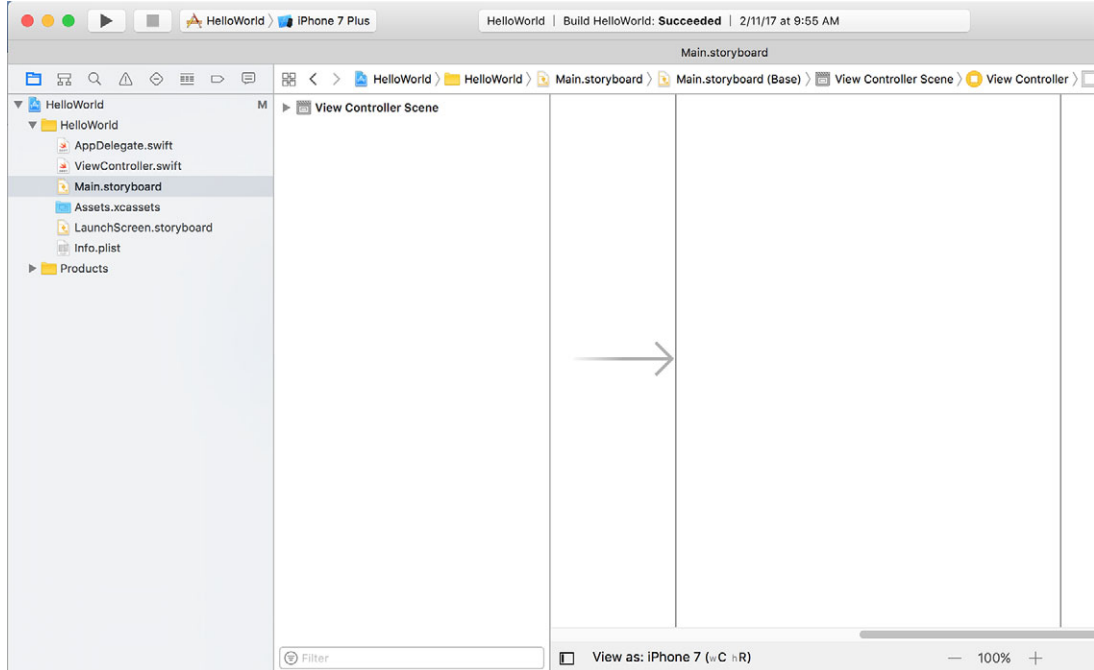 HelloWorld 〉 iPhone 7 Plus
HelloWorld | Build HelloWorld: Succeeded | 2/11/17 at 9:55 AM
Main.storyboard
HelloWorld 〉 HelloWorld 〉 Main.storyboard 〉 Main.storyboard (Base) 〉 View Controller Scene 〉 View Controller 〉
HelloWorld M
HelloWorld
AppDelegate.swift
ViewController.swift
Main.storyboard
Assets.xcassets
LaunchScreen.storyboard
Info.plist
Products
View Controller Scene
Filter
View as: iPhone 7 (wC hR)
— 100% +